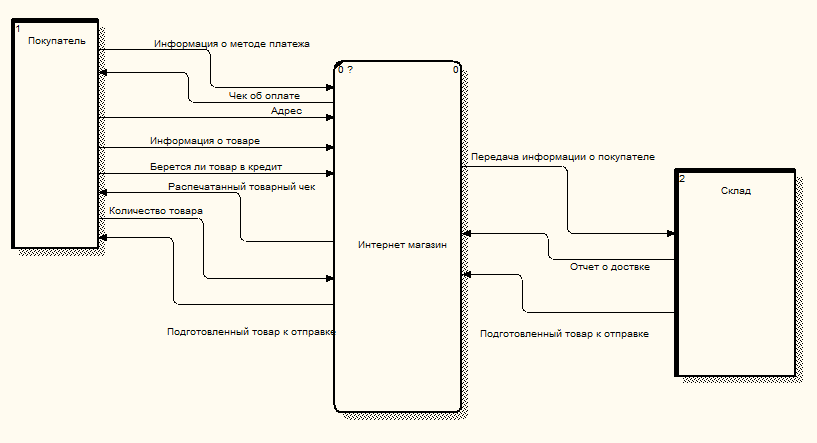 1
Покупатель
Информация о методе платежа
0 ?
0
Чек об оплате
Адрес
Информация о товаре
Берется ли товар в кредит
Распечатанный товарный чек
Количество товара
Подготовленный товар к отправке
Интернет магазин
Передача информации о покупателе
2
Склад
Отчет о доствке
Подготовленный товар к отправке